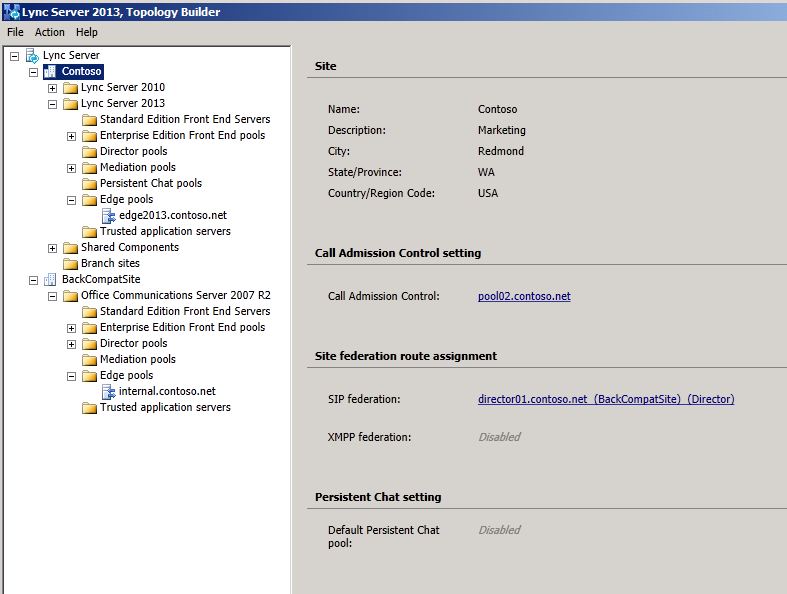 Lync Server 2013, Topology Builder
File Action Help
Lync Server
Contoso
Lync Server 2010
Lync Server 2013
Standard Edition Front End Servers
Enterprise Edition Front End pools
Director pools
Mediation pools
Persistent Chat pools
Edge pools
edge2013.contoso.net
Trusted application servers
Shared Components
Branch sites
BackCompatSite
Office Communications Server 2007 R2
Standard Edition Front End Servers
Enterprise Edition Front End pools
Director pools
Mediation pools
Edge pools
internal.contoso.net
Trusted application servers
Site
Name: Contoso
Description: Marketing
City: Redmond
State/Province: WA
Country/Region Code: USA
Call Admission Control setting
Call Admission Control: pool02.contoso.net
Site federation route assignment
SIP federation: director01.contoso.net (BackCompatSite) (Director)
XMPP federation: Disabled
Persistent Chat setting
Default Persistent Chat Disabled
pool: